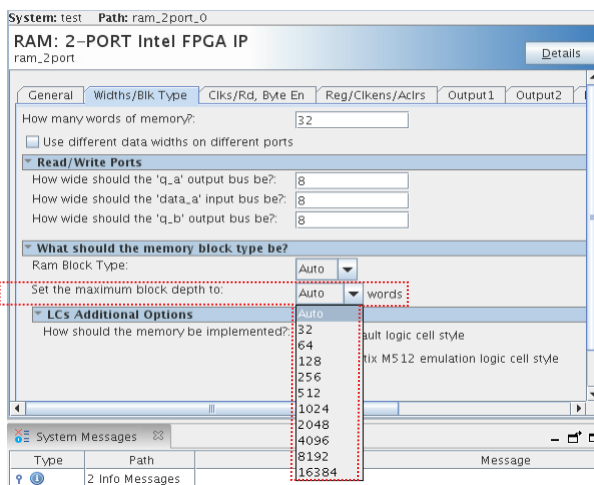 System: test Path: ram_2port_0
RAM: 2-PORT Intel FPGA IP
ram_2port
Details
General Widths/Blk Type Clks/Rd, Byte En Reg/Clkens/Aclrs Output1 Output2
How many words of memory?: 32
Use different data widths on different ports
Read/Write Ports
How wide should the 'q_a' output bus be?: 8
How wide should the 'data_a' input bus be?: 8
How wide should the 'q_b' output bus be?: 8
What should the memory block type be?
Ram Block Type: Auto
Set the maximum block depth to: Auto words
LCs Additional Options
Auto
How should the memory be implemented?:
32
ault logic cell style
64
128
tix M512 emulation logic cell style
256
512
1024
2048
4096
8192
16384
System Messages
Type Path Message
2 Info Messages